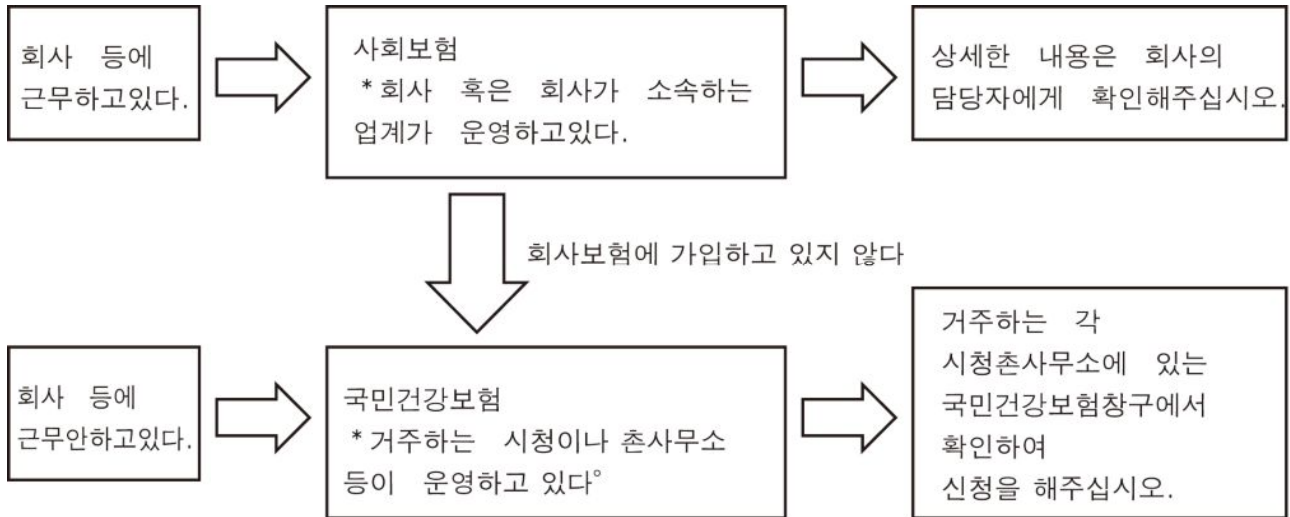 회사 등에
근무하고있다.
사회보험
*회사 혹은 회사가 소속하는
업계가 운영하고있다.
상세한 내용은 회사의
담당자에게 확인해주십시오.
회사보험에 가입하고 있지 않다
회사 등에
근무안하고있다.
국민건강보험
*거주하는 시청이나 촌사무소
등이 운영하고 있다。
거주하는 각
시청촌사무소에 있는
국민건강보험창구에서
확인하여
신청을 해주십시오.